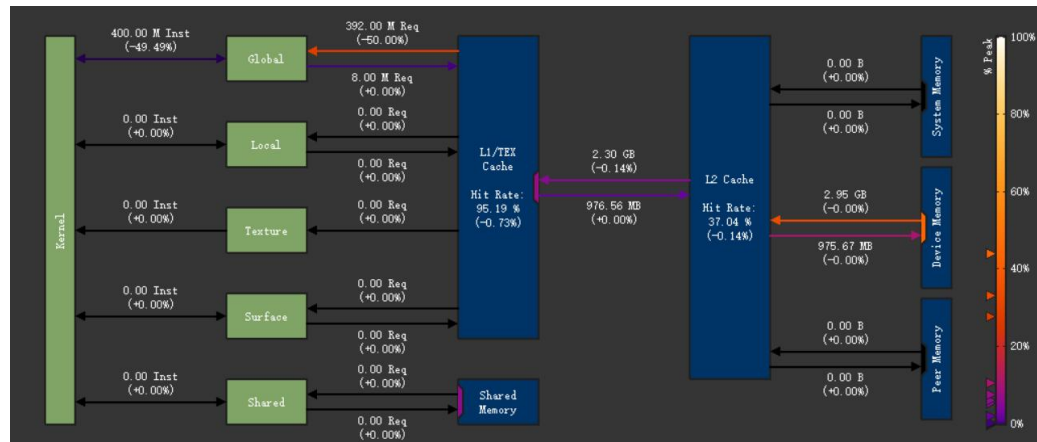 400.00 M Inst
(-49.49%)
Global
392.00 M Req
(-50.00%)
8.00 M Req
(+0.00%)
0.00 Inst
(+0.00%)
Local
0.00 Req
(+0.00%)
0.00 Req
(+0.00%)
0.00 Inst
(+0.00%)
Texture
0.00 Req
(+0.00%)
0.00 Inst
(+0.00%)
Surface
0.00 Req
(+0.00%)
0.00 Req
(+0.00%)
0.00 Inst
(+0.00%)
Shared
0.00 Req
(+0.00%)
0.00 Req
(+0.00%)
Kernel
L1/TEX
Cache
Hit Rate:
95.19 %
(-0.73%)
Shared
Memory
2.30 GB
(-0.14%)
976.56 MB
(+0.00%)
L2 Cache
Hit Rate:
37.04 %
(-0.14%)
0.00 B
(+0.00%)
0.00 B
(+0.00%)
System Memory
2.95 GB
(-0.00%)
975.67 MB
(-0.00%)
Device Memory
0.00 B
(+0.00%)
0.00 B
(+0.00%)
Peer Memory
% Peak
100%
80%
60%
40%
20%
0%